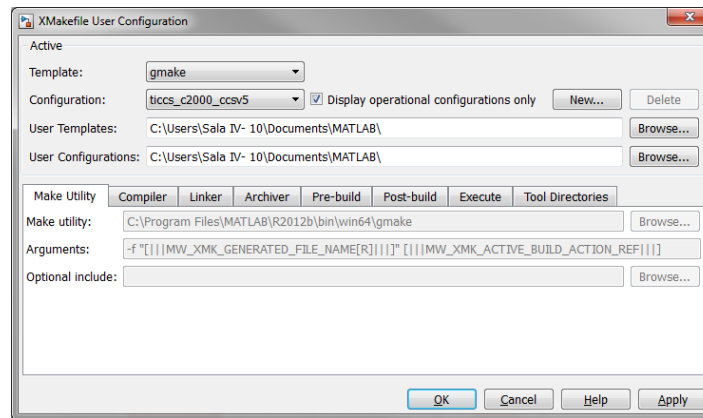 XMakefile User Configuration
Active
Template: gmake
Configuration: ticcs_c2000_ccsv5 Display operational configurations only New... Delete
User Templates: C:\Users\Sala IV- 10\Documents\MATLAB\ Browse...
User Configurations: C:\Users\Sala IV- 10\Documents\MATLAB\ Browse...
Make Utility Compiler Linker Archiver Pre-build Post-build Execute Tool Directories
Make utility: C:\Program Files\MATLAB\R2012b\bin\win64\gmake Browse...
Arguments: -f "[|||MW_XMK_GENERATED_FILE_NAME[R]|||]" [|||MW_XMK_ACTIVE_BUILD_ACTION_REF|||]
Optional include: Browse...
OK Cancel Help Apply